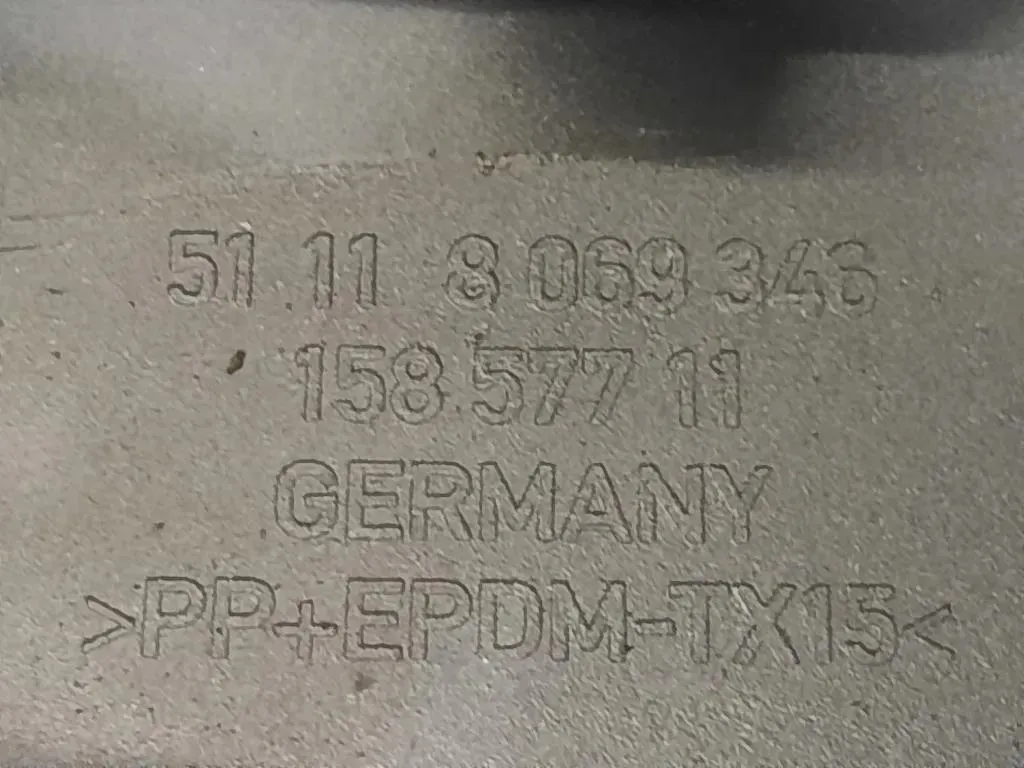 51 11 8 069 346
158 577 11
GERMANY
>PP+EPDM-TX15<